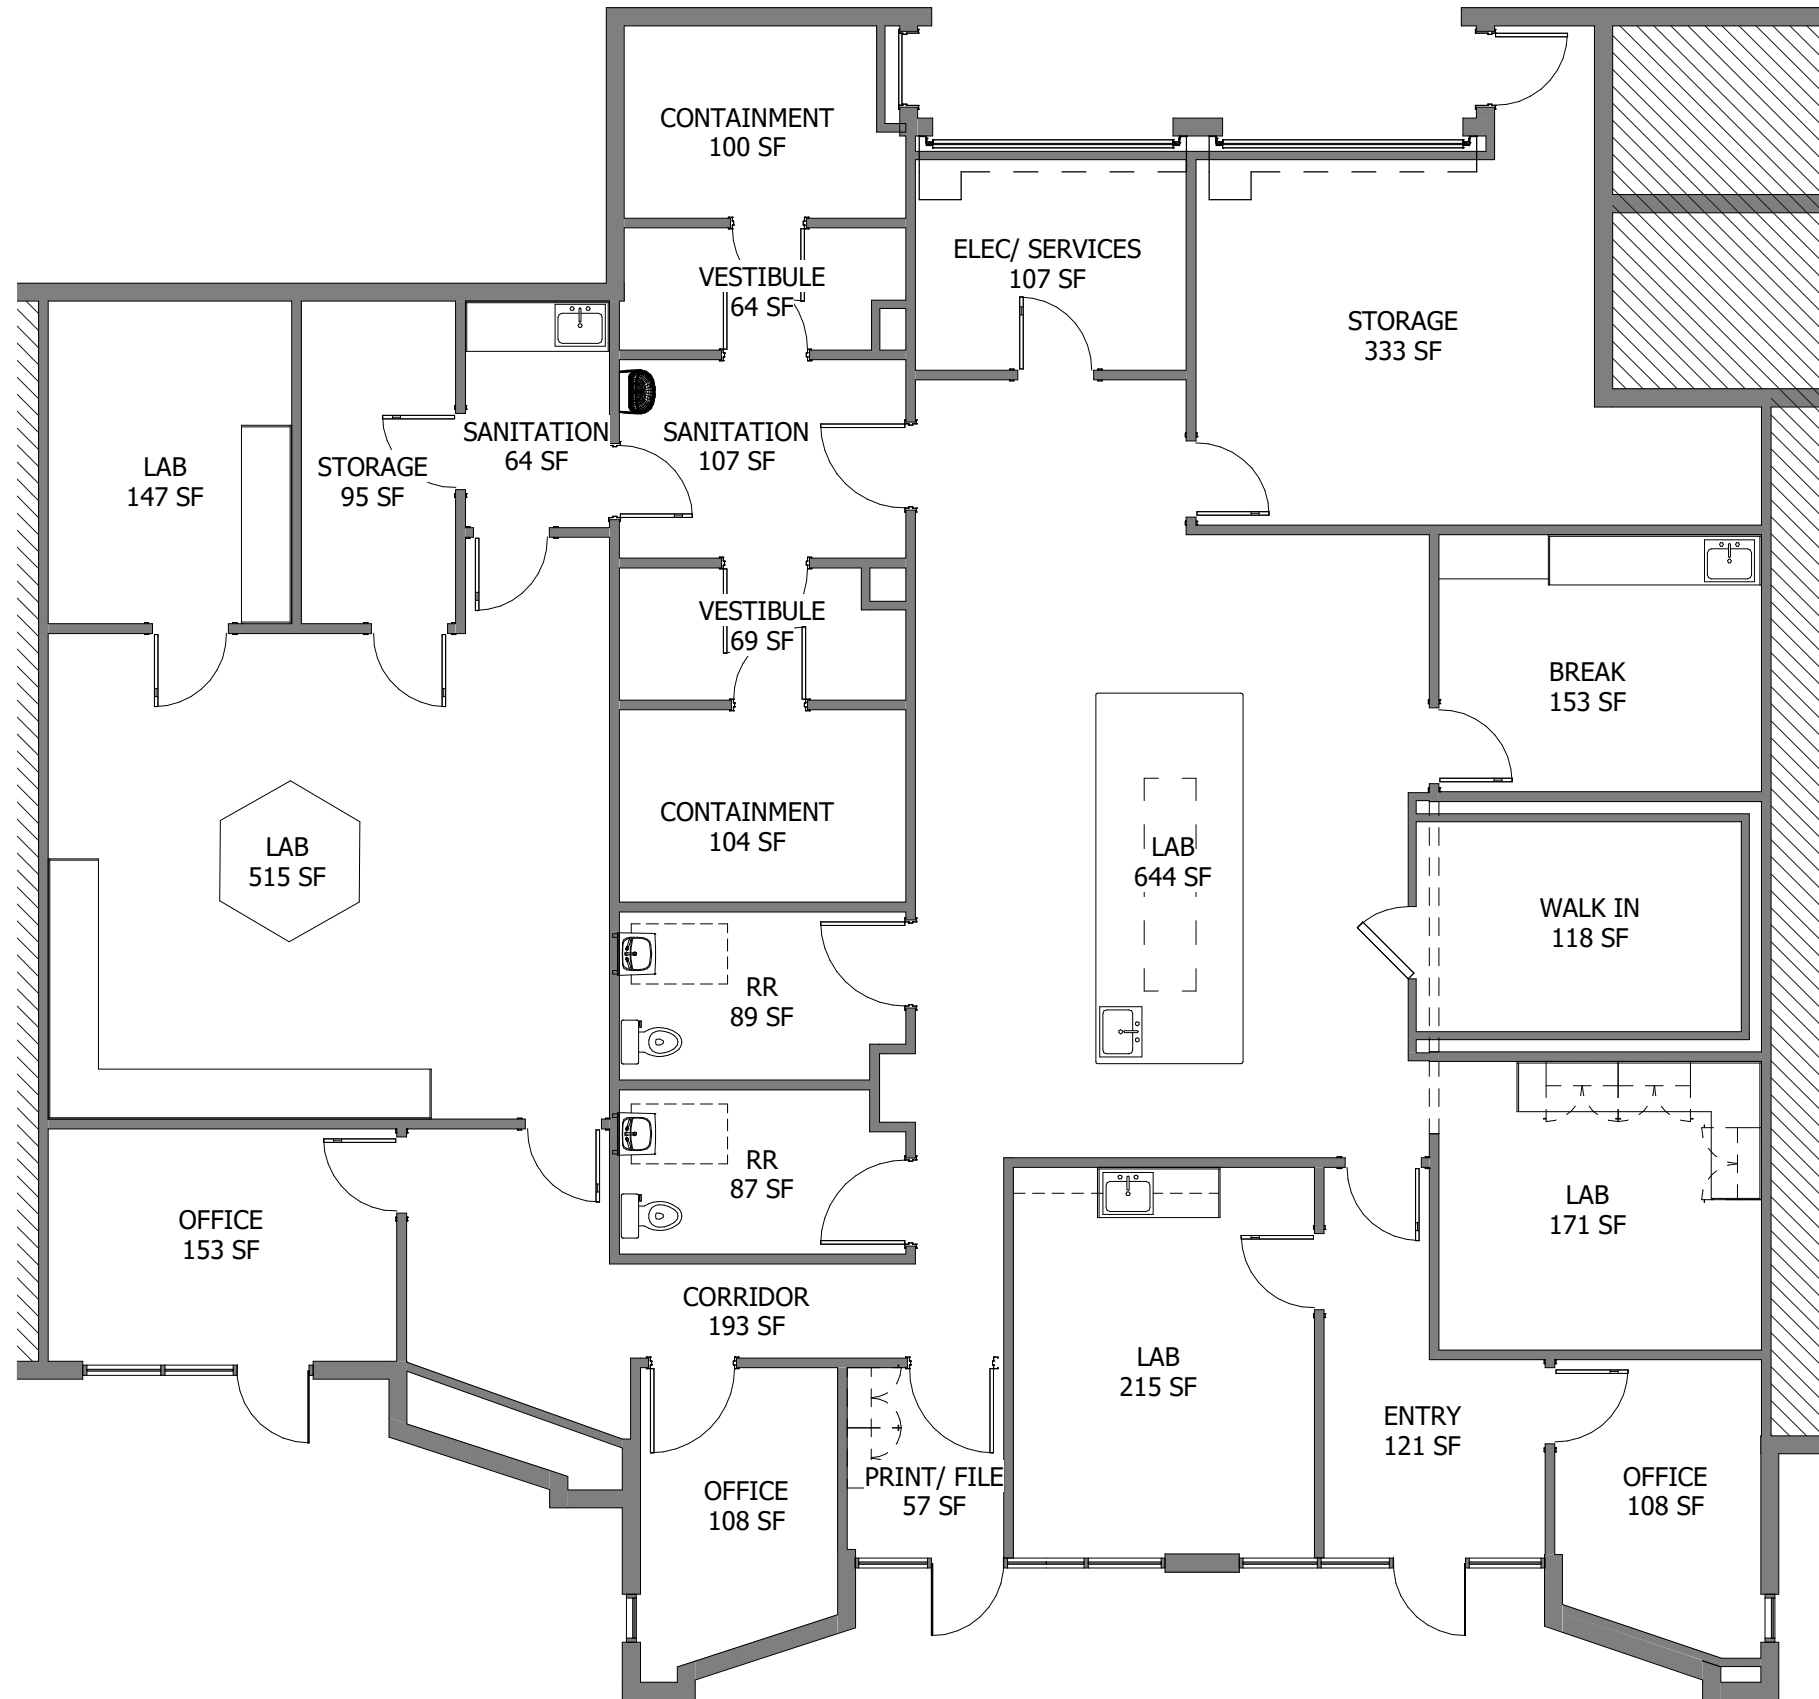 CONTAINMENT
100 SF
VESTIBULE
64 SF
ELEC/ SERVICES
107 SF
STORAGE
333 SF
LAB
147 SF
STORAGE
95 SF
SANITATION
64 SF
SANITATION
107 SF
VESTIBULE
69 SF
BREAK
153 SF
CONTAINMENT
104 SF
LAB
515 SF
LAB
644 SF
WALK IN
118 SF
RR
89 SF
RR
87 SF
OFFICE
153 SF
LAB
171 SF
CORRIDOR
193 SF
LAB
215 SF
ENTRY
121 SF
OFFICE
108 SF
PRINT/ FILE
57 SF
OFFICE
108 SF